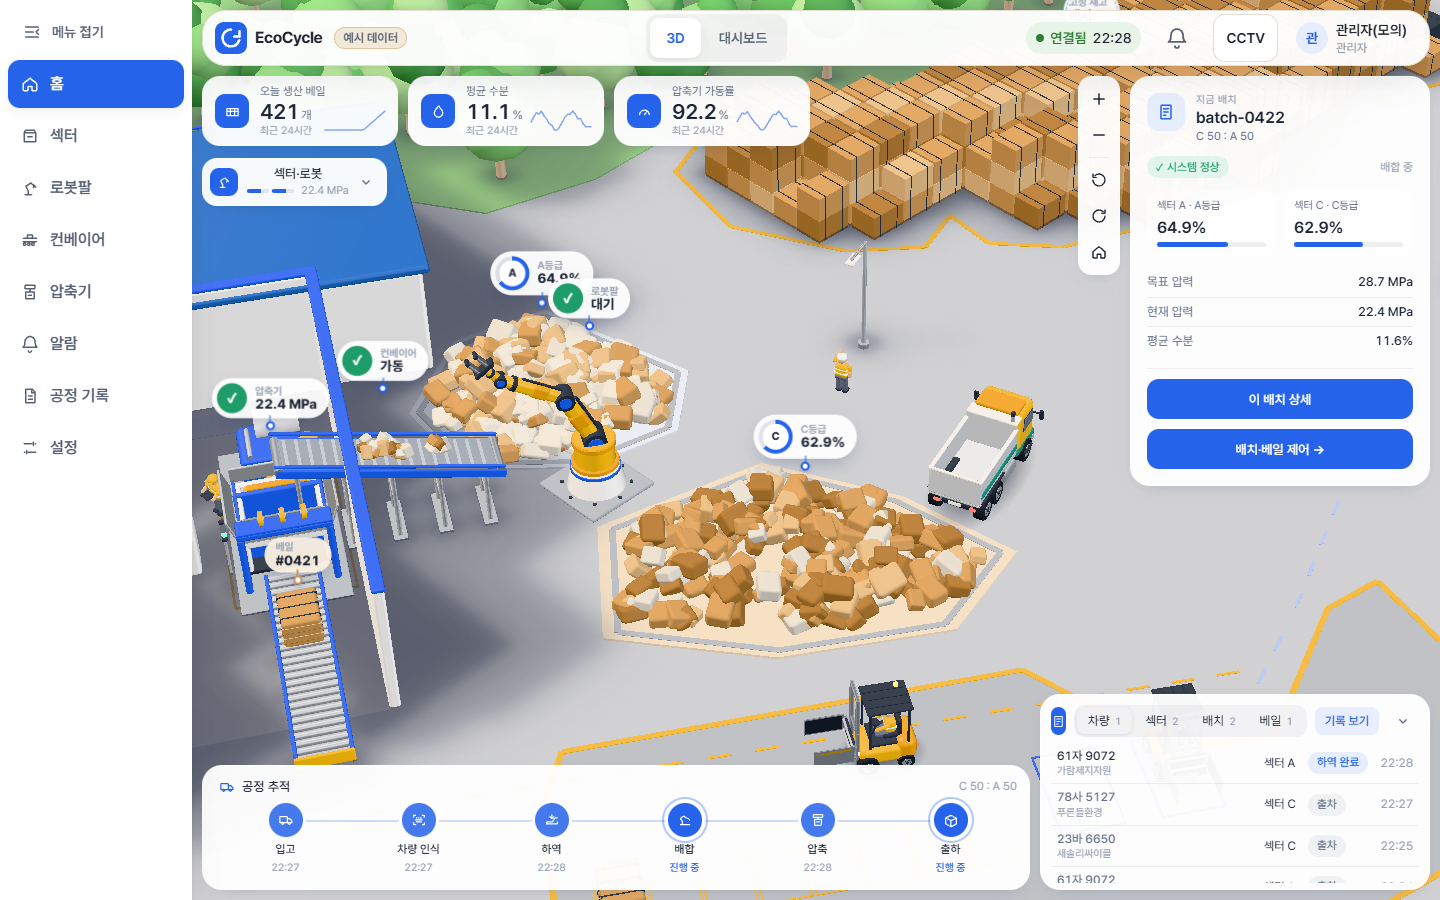 메뉴 접기
홈
섹터
로봇팔
컨베이어
압축기
알람
공정 기록
설정
EcoCycle
예시 데이터
3D
대시보드
연결됨 22:28
CCTV
관
관리자(모의)
관리자
오늘 생산 베일
421 개
최근 24시간
평균 수분
11.1 %
최근 24시간
압축기 가동률
92.2 %
최근 24시간
섹터·로봇
22.4 MPa
지금 배치
batch-0422
C 50 : A 50
✓ 시스템 정상
배합 중
섹터 A · A등급
64.9%
섹터 C · C등급
62.9%
목표 압력
28.7 MPa
현재 압력
22.4 MPa
평균 수분
11.6%
이 배치 상세
배치·베일 제어 →
A
A등급
64.9%
로봇팔
대기
컨베이어
가동
압축기
22.4 MPa
C
C등급
62.9%
베일
#0421
공정 추적
C 50 : A 50
입고
22:27
차량 인식
22:27
하역
22:28
배합
진행 중
압축
22:28
출하
진행 중
차량 1
섹터 2
배치 2
베일 1
기록 보기
61자 9072
가람제지자원
섹터 A
하역 완료
22:28
78사 5127
푸른들환경
섹터 C
출차
22:27
23바 6650
새솔리싸이클
섹터 C
출차
22:25
61자 9072